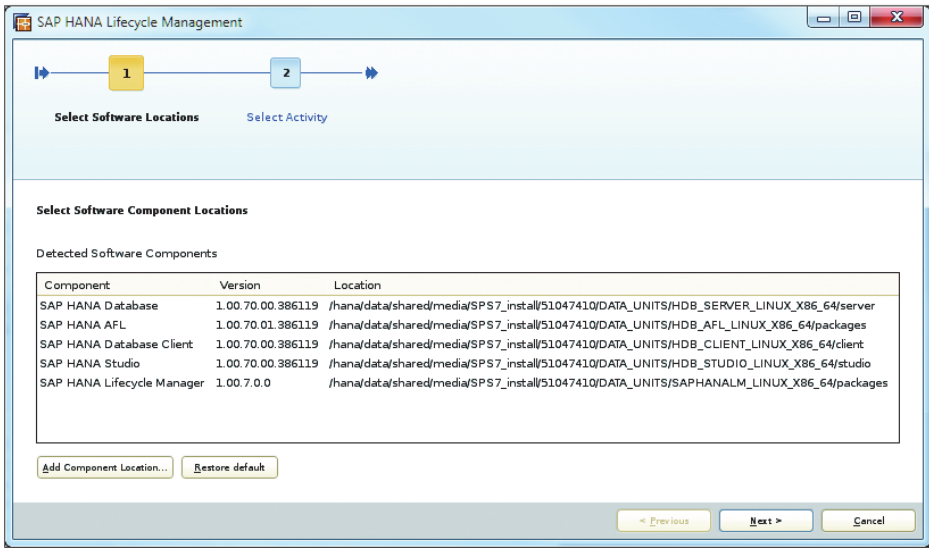 SAP HANA Lifecycle Management
1 2
Select Software Locations Select Activity
Select Software Component Locations
Detected Software Components
Component Version Location
SAP HANA Database 1.00.70.00.386119 /hana/data/shared/media/SPS7_install/51047410/DATA_UNITS/HDB_SERVER_LINUX_X86_64/server
SAP HANA AFL 1.00.70.01.386119 /hana/data/shared/media/SPS7_install/51047410/DATA_UNITS/HDB_AFL_LINUX_X86_64/packages
SAP HANA Database Client 1.00.70.00.386119 /hana/data/shared/media/SPS7_install/51047410/DATA_UNITS/HDB_CLIENT_LINUX_X86_64/client
SAP HANA Studio 1.00.70.00.386119 /hana/data/shared/media/SPS7_install/51047410/DATA_UNITS/HDB_STUDIO_LINUX_X86_64/studio
SAP HANA Lifecycle Manager 1.00.7.0.0 /hana/data/shared/media/SPS7_install/51047410/DATA_UNITS/SAPHANALM_LINUX_X86_64/packages
Add Component Location... Restore default
< Previous Next > Cancel